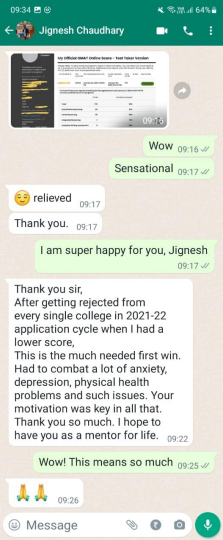 09:34
64%
Jignesh Chaudhary
My Official GMAT Online Score - Test Taker Version
09:16
Wow 09:16
Sensational 09:17
😌 relieved
09:17
Thank you. 09:17
I am super happy for you, Jignesh
09:17
Thank you sir,
After getting rejected from
every single college in 2021-22
application cycle when I had a
lower score,
This is the much needed first win.
Had to combat a lot of anxiety,
depression, physical health
problems and such issues. Your
motivation was key in all that.
Thank you so much. I hope to
have you as a mentor for life. 09:22
Wow! This means so much 09:25
🙏🙏
09:26
Message